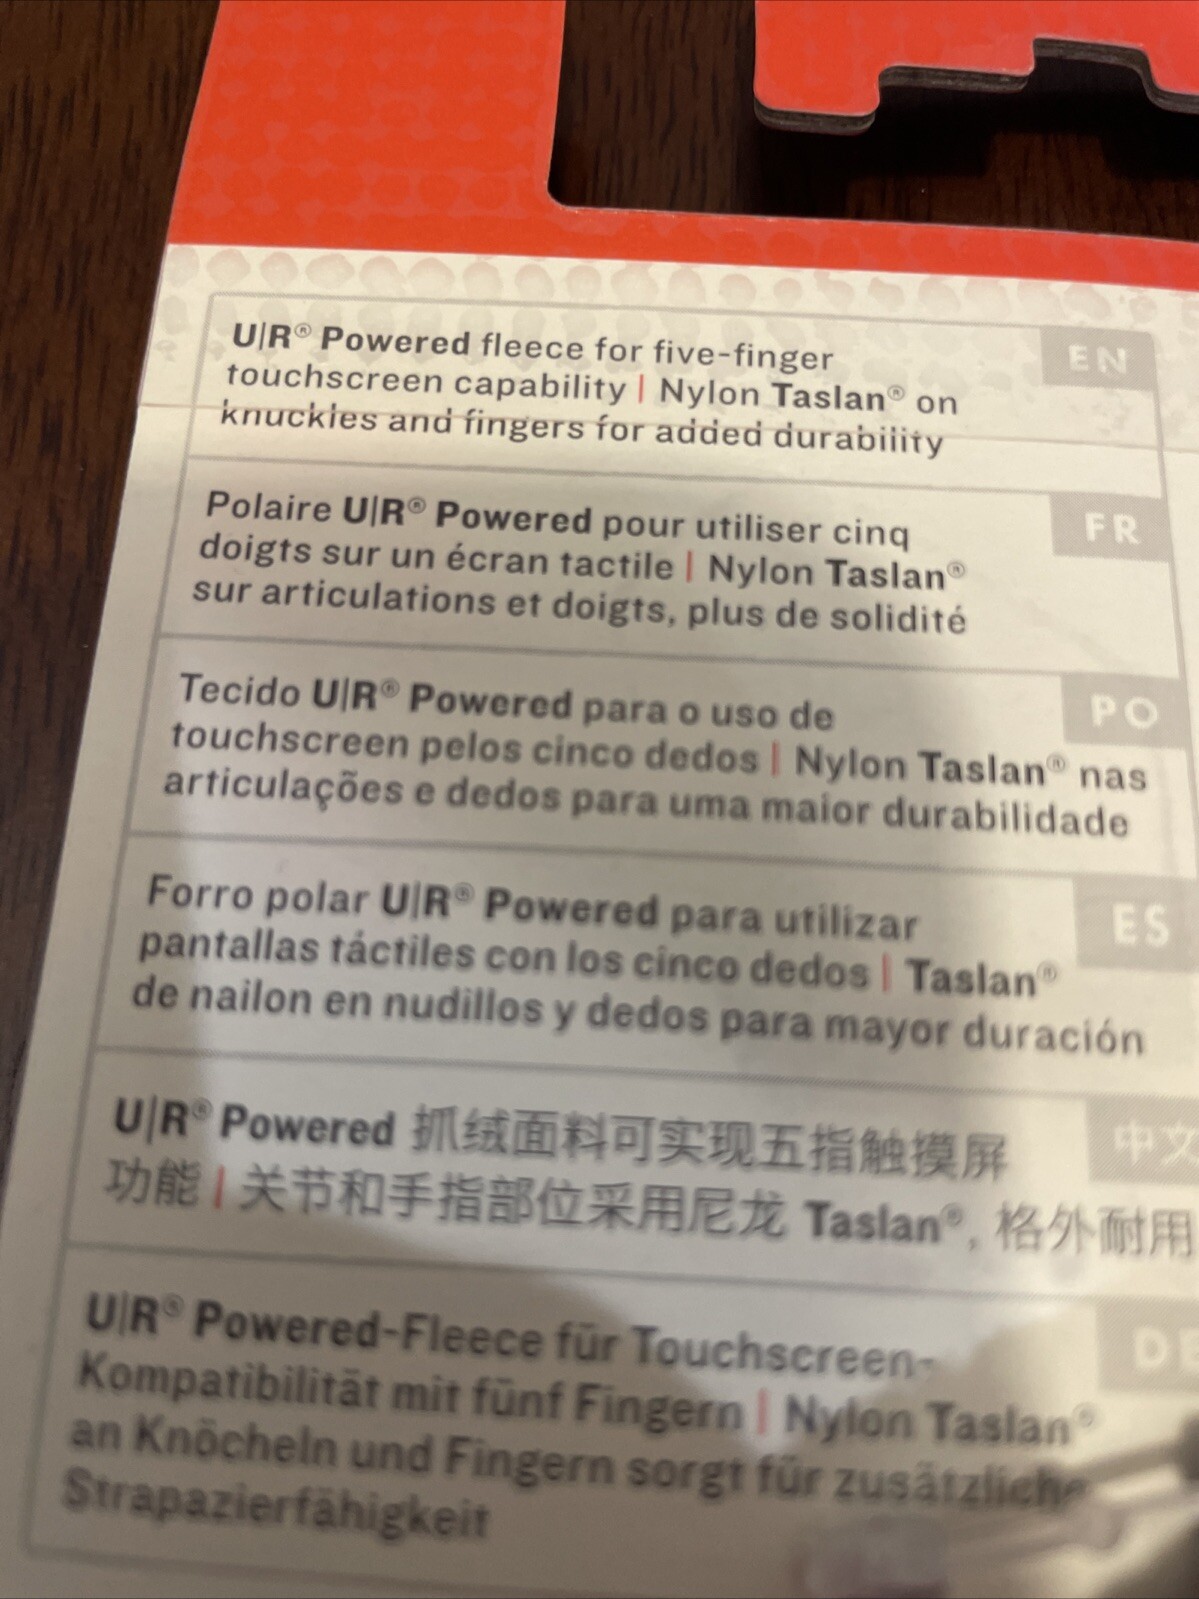 U|R® Powered fleece for five-finger
touchscreen capability | Nylon Taslan® on
knuckles and fingers for added durability
EN
Polaire U|R® Powered pour utiliser cinq
doigts sur un écran tactile | Nylon Taslan®
sur articulations et doigts, plus de solidité
FR
Tecido U|R® Powered para o uso de
touchscreen pelos cinco dedos | Nylon Taslan® nas
articulações e dedos para uma maior durabilidade
PO
Forro polar U|R® Powered para utilizar
pantallas táctiles con los cinco dedos | Taslan®
de nailon en nudillos y dedos para mayor duración
ES
U|R® Powered 抓绒面料可实现五指触摸屏
功能 | 关节和手指部位采用尼龙 Taslan®, 格外耐用
中文
U|R® Powered-Fleece für Touchscreen-
Kompatibilität mit fünf Fingern | Nylon Taslan®
an Knöcheln und Fingern sorgt für zusätzliche
Strapazierfähigkeit
DE